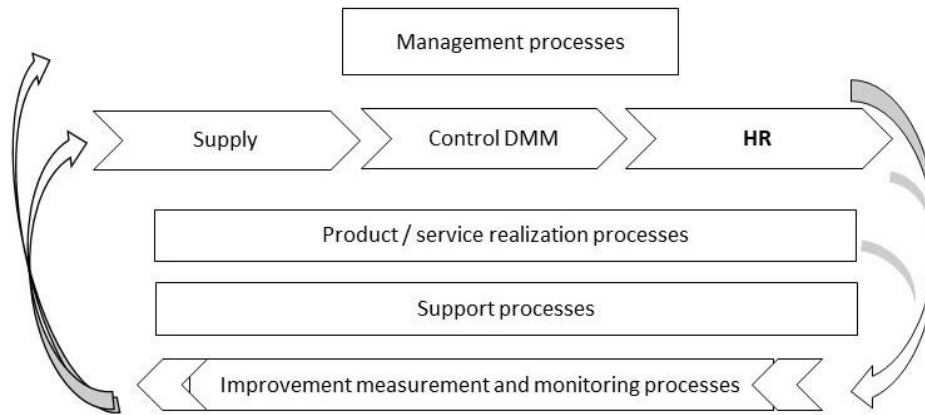 Management processes
Supply
Control DMM
HR
Product / service realization processes
Support processes
Improvement measurement and monitoring processes